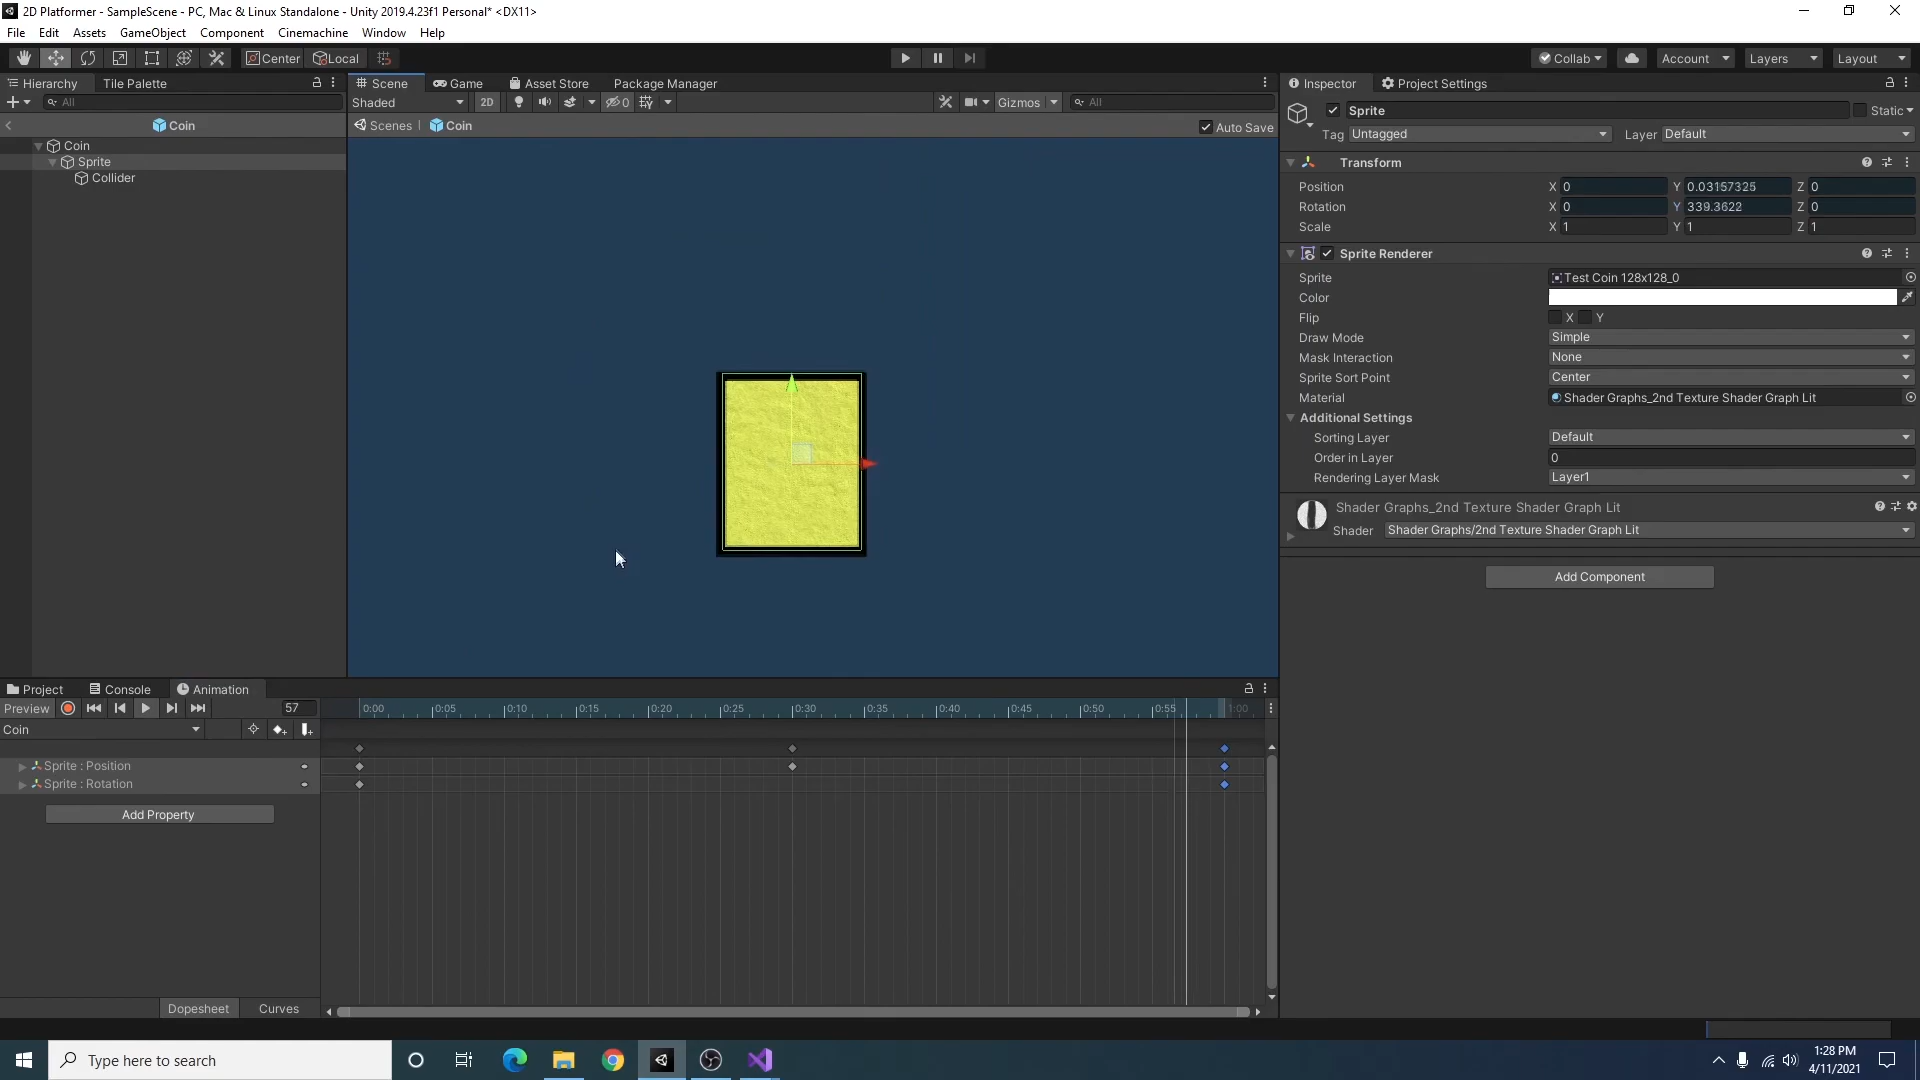 2D Platformer - SampleScene - PC, Mac & Linux Standalone - Unity 2019.4.23f1 Personal* <DX11>
File Edit Assets GameObject Component Cinemachine Window Help
Center Local Collab Account Layers Layout
Hierarchy Tile Palette Scene Game Asset Store Package Manager Inspector Project Settings
All Shaded 2D 0 Gizmos All
Sprite Static
Coin Scenes Coin Auto Save
Tag Untagged Layer Default
Coin
Sprite
Collider
Transform
Position X 0 Y 0.03157325 Z 0
Rotation X 0 Y 339.3622 Z 0
Scale X 1 Y 1 Z 1
Sprite Renderer
Sprite Test Coin 128x128_0
Color
Flip X Y
Draw Mode Simple
Mask Interaction None
Sprite Sort Point Center
Material Shader Graphs_2nd Texture Shader Graph Lit
Additional Settings
Sorting Layer Default
Order in Layer 0
Rendering Layer Mask Layer1
Shader Graphs_2nd Texture Shader Graph Lit
Shader Shader Graphs/2nd Texture Shader Graph Lit
Add Component
Project Console Animation
Preview 57 0:00 0:05 0:10 0:15 0:20 0:25 0:30 0:35 0:40 0:45 0:50 0:55 1:00
Coin
Sprite : Position
Sprite : Rotation
Add Property
Dopesheet Curves
Type here to search
1:28 PM
4/11/2021